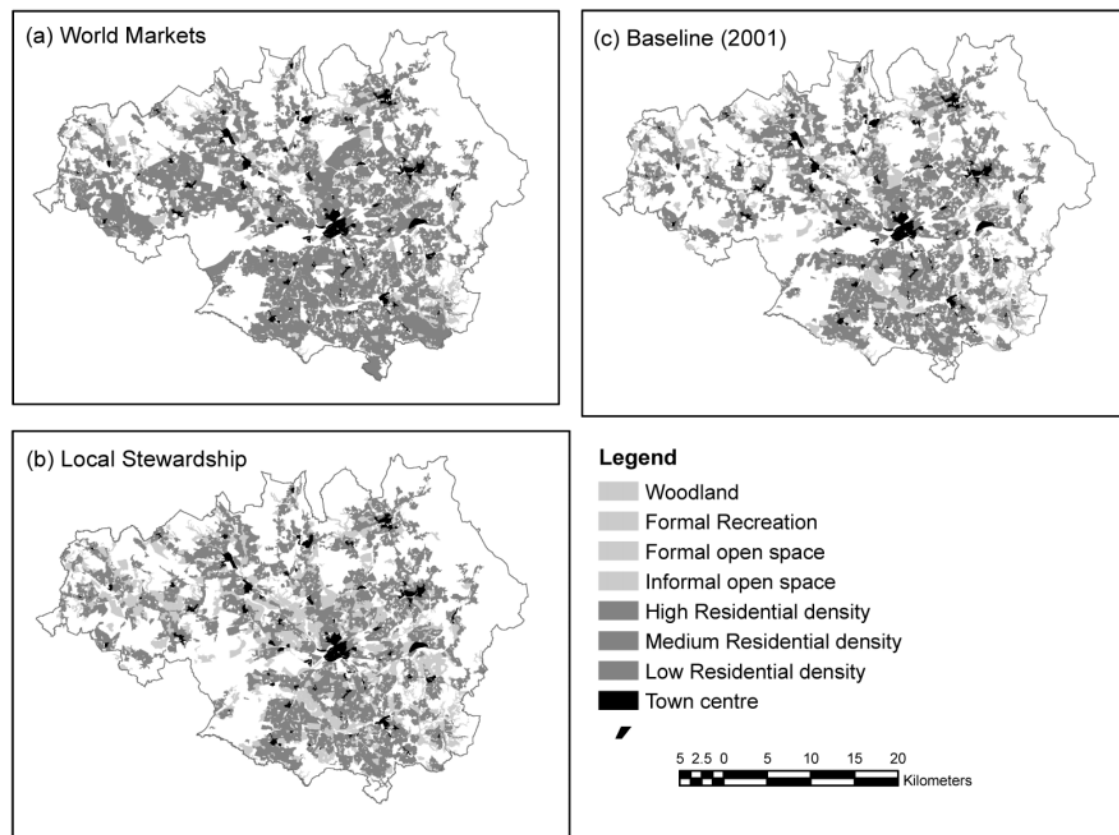 (a) World Markets
(c) Baseline (2001)
(b) Local Stewardship
Legend
Woodland
Formal Recreation
Formal open space
Informal open space
High Residential density
Medium Residential density
Low Residential density
Town centre
5 2.5 0 5 10 15 20
Kilometers